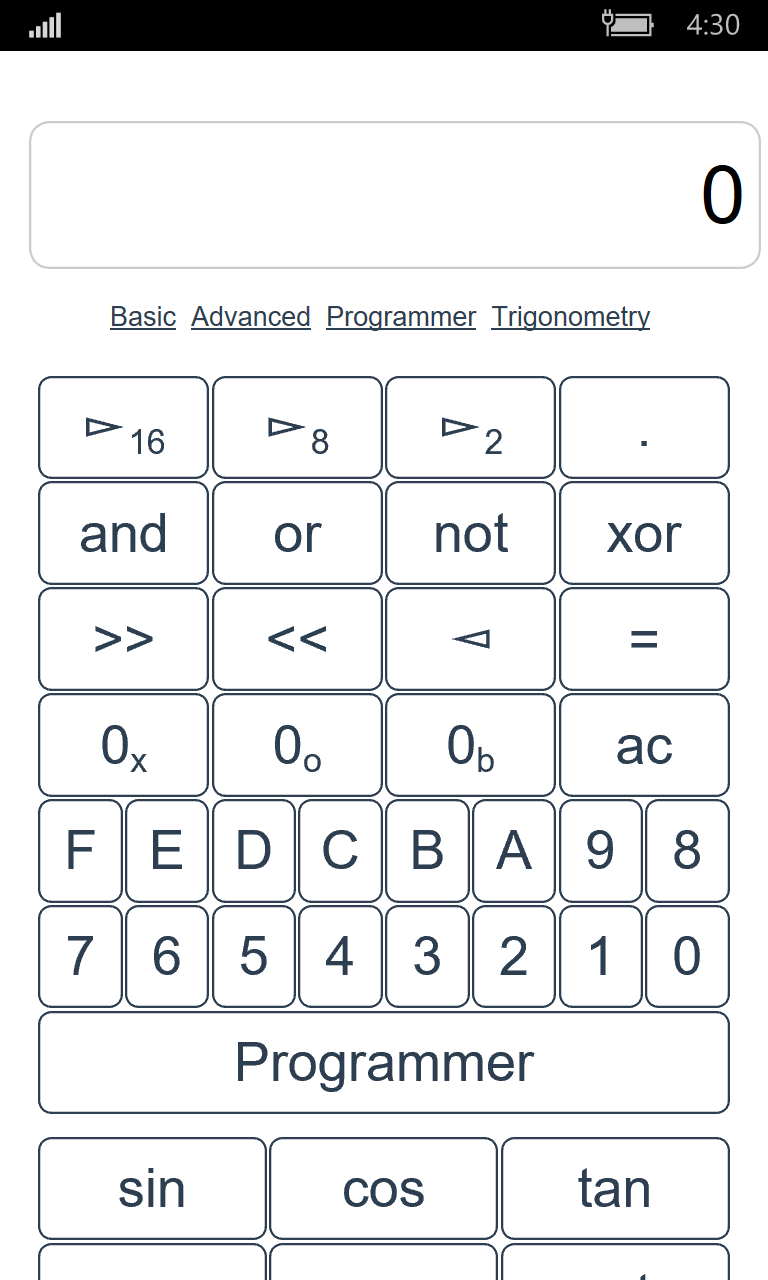 4:30
0
Basic Advanced Programmer Trigonometry
▻16 ▻8 ▻2 .
and or not xor
>> << ◅ =
0x 0o 0b ac
F E D C B A 9 8
7 6 5 4 3 2 1 0
Programmer
sin cos tan